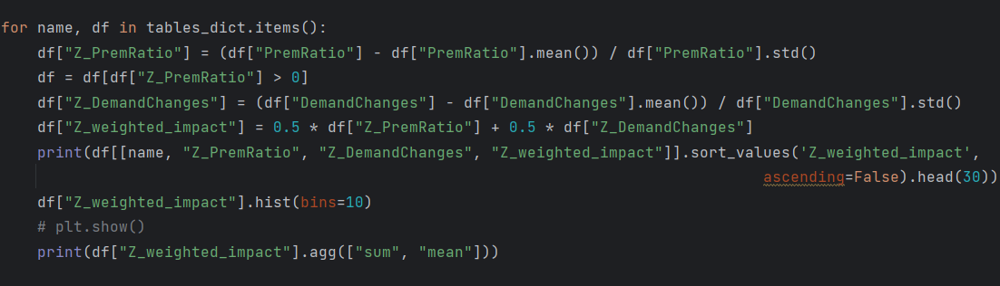 for name, df in tables_dict.items():
    df["Z_PremRatio"] = (df["PremRatio"] - df["PremRatio"].mean()) / df["PremRatio"].std()
    df = df[df["Z_PremRatio"] > 0]
    df["Z_DemandChanges"] = (df["DemandChanges"] - df["DemandChanges"].mean()) / df["DemandChanges"].std()
    df["Z_weighted_impact"] = 0.5 * df["Z_PremRatio"] + 0.5 * df["Z_DemandChanges"]
    print(df[[name, "Z_PremRatio", "Z_DemandChanges", "Z_weighted_impact"]].sort_values('Z_weighted_impact',
                                                                                        ascending=False).head(30))
    df["Z_weighted_impact"].hist(bins=10)
    # plt.show()
    print(df["Z_weighted_impact"].agg(["sum", "mean"]))